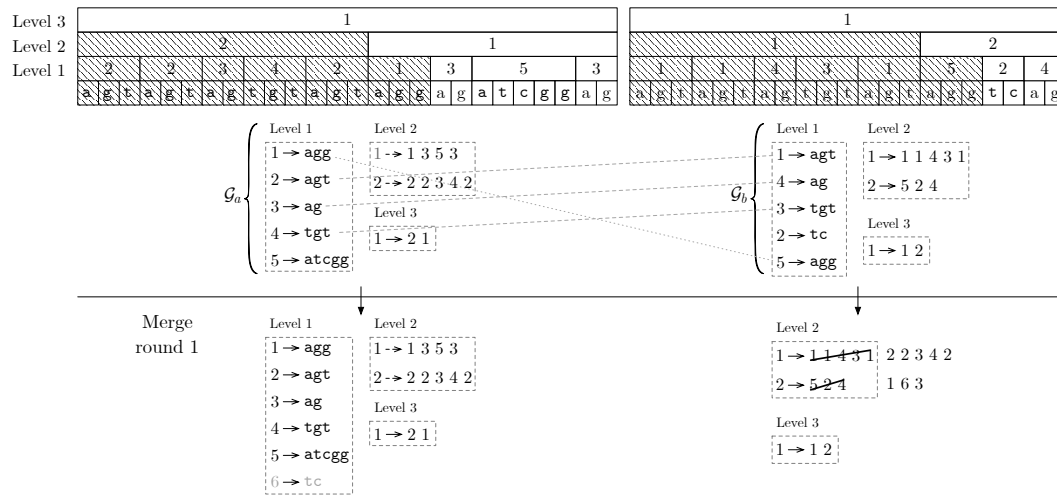 Level 3 1 1
Level 2 2 1 1 2
Level 1 2 2 3 4 2 1 3 5 3 1 1 4 3 1 5 2 4
a g t a g t a g t g t a g t a g g a g a t c g g a g a g t a g t a g t g t a g t a g g t c a g
Level 1 Level 2 Level 1 Level 2
1 → agg 1 → 1 3 5 3 1 → agt 1 → 1 1 4 3 1
2 → agt 2 → 2 2 3 4 2 4 → ag 2 → 5 2 4
𝒢a 3 → ag Level 3 𝒢b 3 → tgt Level 3
4 → tgt 1 → 2 1 2 → tc 1 → 1 2
5 → atcgg 5 → agg
Merge
round 1
Level 1 Level 2 Level 2
1 → agg 1 → 1 3 5 3 1 → 1 1 4 3 1 2 2 3 4 2
2 → agt 2 → 2 2 3 4 2 2 → 5 2 4 1 6 3
3 → ag Level 3 Level 3
4 → tgt 1 → 2 1 1 → 1 2
5 → atcgg
6 → tc